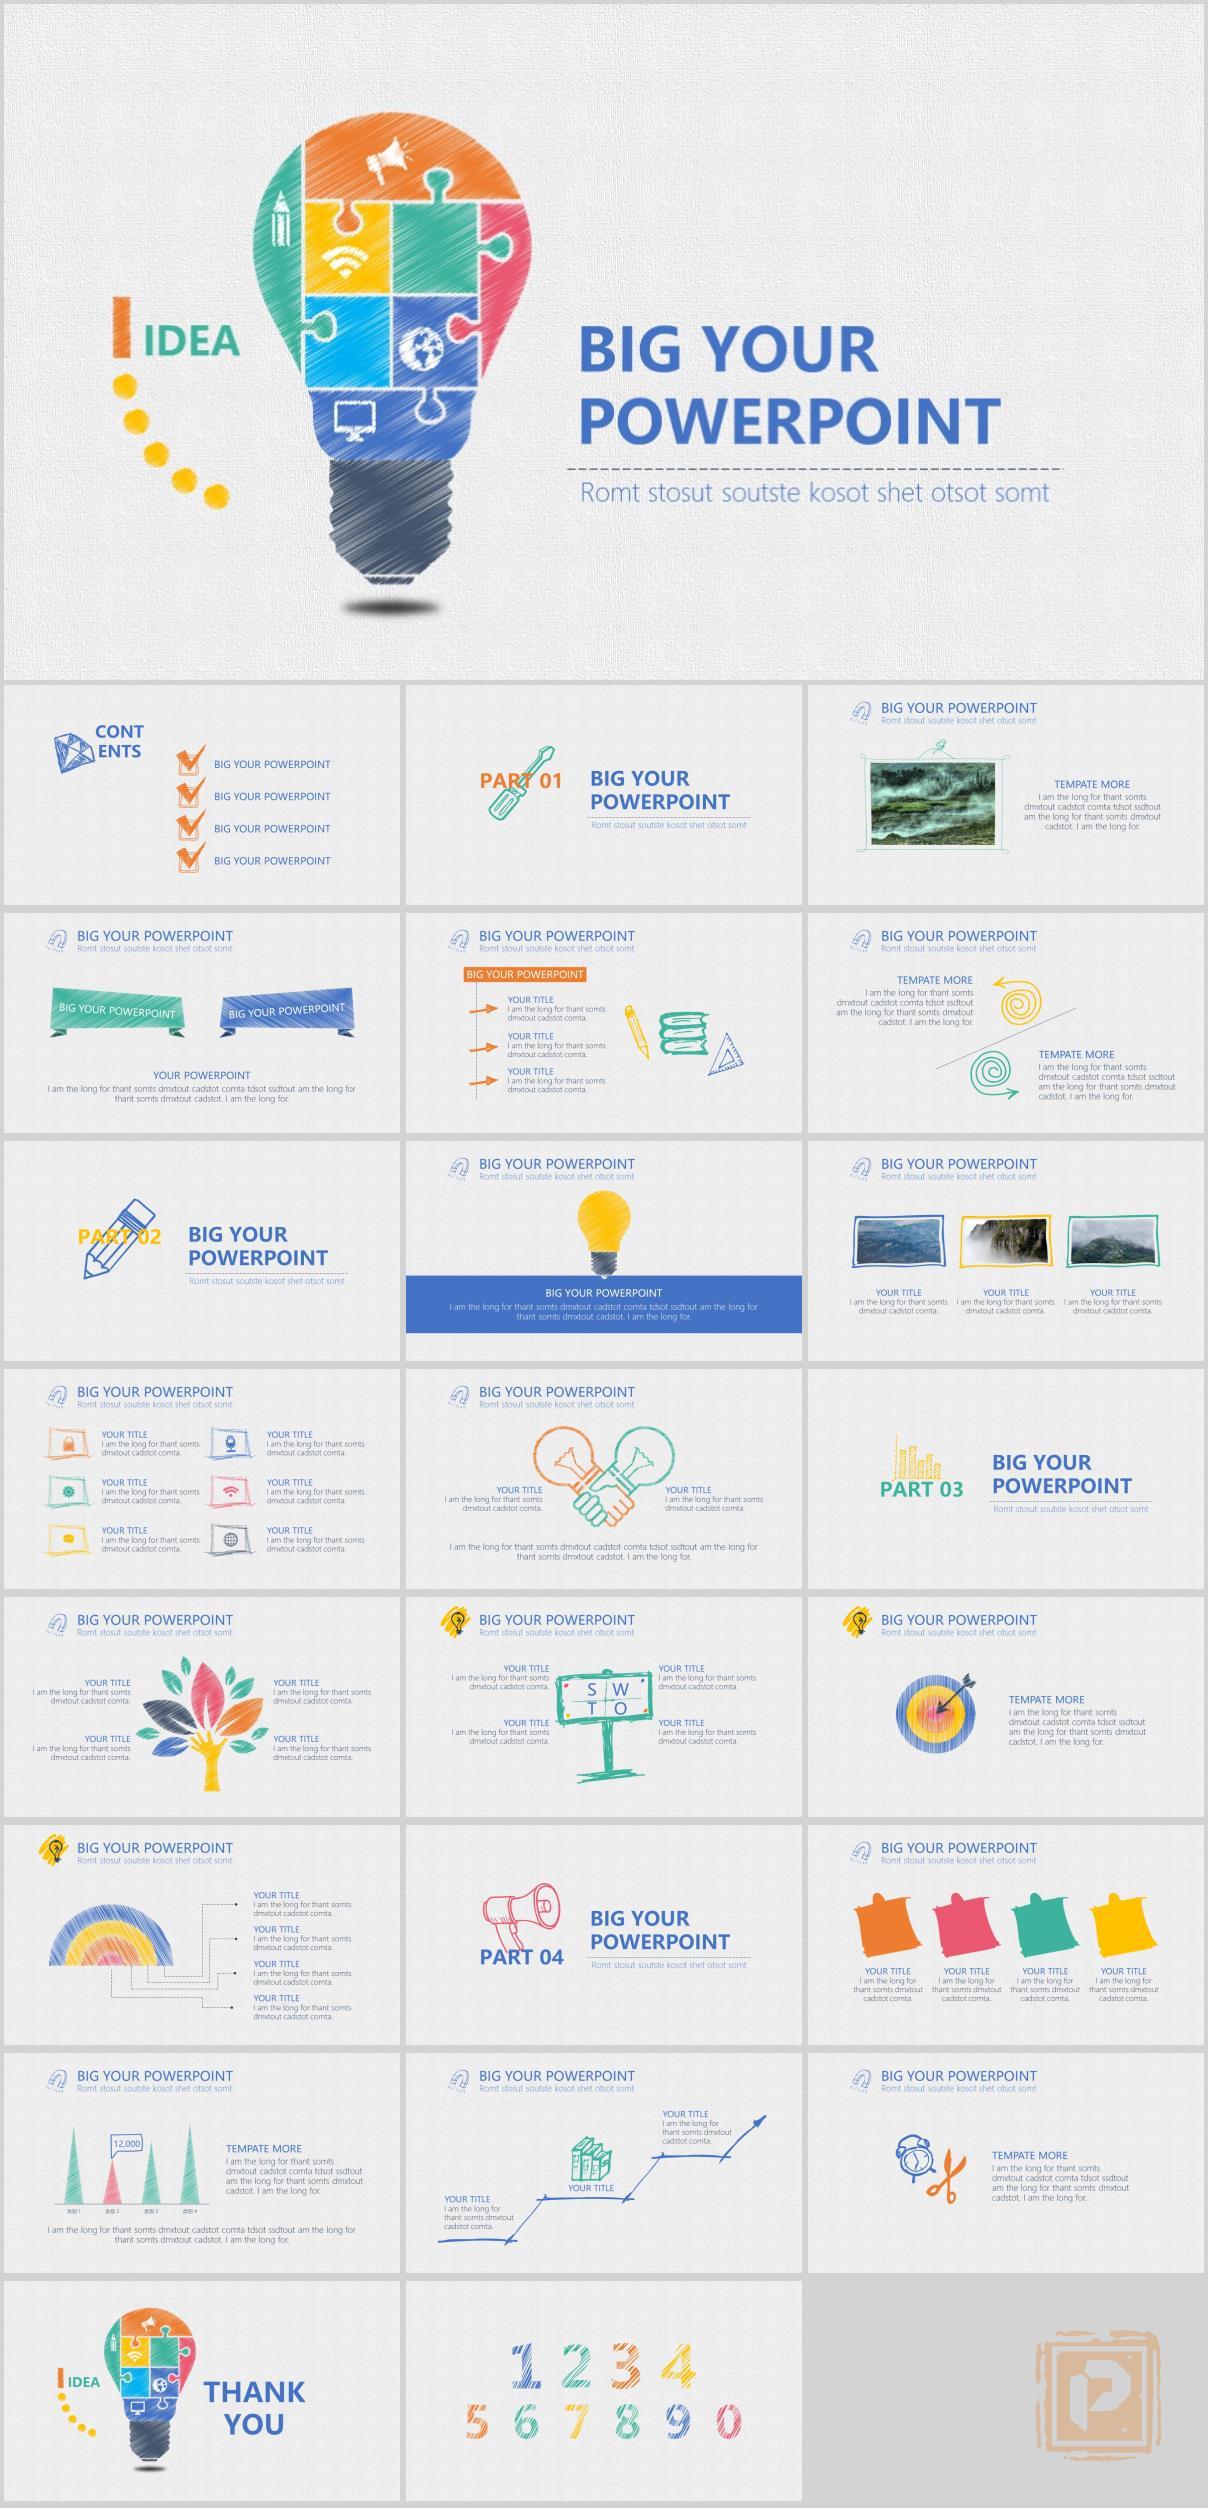 IDEA
BIG YOUR
POWERPOINT
Romt stosut soutste kosot shet otsot somt
CONT
ENTS
BIG YOUR POWERPOINT
BIG YOUR POWERPOINT
BIG YOUR POWERPOINT
BIG YOUR POWERPOINT
PART 01
BIG YOUR
POWERPOINT
Romt stosut soutste kosot shet otsot somt
BIG YOUR POWERPOINT
Romt stosut soutste kosot shet otsot somt
TEMPATE MORE
I am the long for thant somts
dmxtout cadstot comta tdsot ssdtout
am the long for thant somts dmxtout
cadstot. I am the long for.
BIG YOUR POWERPOINT
Romt stosut soutste kosot shet otsot somt
BIG YOUR POWERPOINT
BIG YOUR POWERPOINT
YOUR POWERPOINT
I am the long for thant somts dmxtout cadstot comta tdsot ssdtout am the long for
thant somts dmxtout cadstot. I am the long for.
BIG YOUR POWERPOINT
Romt stosut soutste kosot shet otsot somt
BIG YOUR POWERPOINT
YOUR TITLE
I am the long for thant somts
dmxtout cadstot comta.
YOUR TITLE
I am the long for thant somts
dmxtout cadstot comta.
YOUR TITLE
I am the long for thant somts
dmxtout cadstot comta.
BIG YOUR POWERPOINT
Romt stosut soutste kosot shet otsot somt
TEMPATE MORE
I am the long for thant somts
dmxtout cadstot comta tdsot ssdtout
am the long for thant somts dmxtout
cadstot. I am the long for.
TEMPATE MORE
I am the long for thant somts
dmxtout cadstot comta tdsot ssdtout
am the long for thant somts dmxtout
cadstot. I am the long for.
PART 02
BIG YOUR
POWERPOINT
Romt stosut soutste kosot shet otsot somt
BIG YOUR POWERPOINT
Romt stosut soutste kosot shet otsot somt
BIG YOUR POWERPOINT
I am the long for thant somts dmxtout cadstot comta tdsot ssdtout am the long for
thant somts dmxtout cadstot. I am the long for.
BIG YOUR POWERPOINT
Romt stosut soutste kosot shet otsot somt
YOUR TITLE
I am the long for thant somts
dmxtout cadstot comta.
YOUR TITLE
I am the long for thant somts
dmxtout cadstot comta.
YOUR TITLE
I am the long for thant somts
dmxtout cadstot comta.
BIG YOUR POWERPOINT
Romt stosut soutste kosot shet otsot somt
YOUR TITLE
I am the long for thant somts
dmxtout cadstot comta.
YOUR TITLE
I am the long for thant somts
dmxtout cadstot comta.
YOUR TITLE
I am the long for thant somts
dmxtout cadstot comta.
YOUR TITLE
I am the long for thant somts
dmxtout cadstot comta.
YOUR TITLE
I am the long for thant somts
dmxtout cadstot comta.
YOUR TITLE
I am the long for thant somts
dmxtout cadstot comta.
BIG YOUR POWERPOINT
Romt stosut soutste kosot shet otsot somt
YOUR TITLE
I am the long for thant somts
dmxtout cadstot comta.
YOUR TITLE
I am the long for thant somts
dmxtout cadstot comta.
I am the long for thant somts dmxtout cadstot comta tdsot ssdtout am the long for
thant somts dmxtout cadstot. I am the long for.
PART 03
BIG YOUR
POWERPOINT
Romt stosut soutste kosot shet otsot somt
BIG YOUR POWERPOINT
Romt stosut soutste kosot shet otsot somt
YOUR TITLE
I am the long for thant somts
dmxtout cadstot comta.
YOUR TITLE
I am the long for thant somts
dmxtout cadstot comta.
YOUR TITLE
I am the long for thant somts
dmxtout cadstot comta.
YOUR TITLE
I am the long for thant somts
dmxtout cadstot comta.
BIG YOUR POWERPOINT
Romt stosut soutste kosot shet otsot somt
YOUR TITLE
I am the long for thant somts
dmxtout cadstot comta.
YOUR TITLE
I am the long for thant somts
dmxtout cadstot comta.
S W
T O
YOUR TITLE
I am the long for thant somts
dmxtout cadstot comta.
YOUR TITLE
I am the long for thant somts
dmxtout cadstot comta.
BIG YOUR POWERPOINT
Romt stosut soutste kosot shet otsot somt
TEMPATE MORE
I am the long for thant somts
dmxtout cadstot comta tdsot ssdtout
am the long for thant somts dmxtout
cadstot. I am the long for.
BIG YOUR POWERPOINT
Romt stosut soutste kosot shet otsot somt
YOUR TITLE
I am the long for thant somts
dmxtout cadstot comta.
YOUR TITLE
I am the long for thant somts
dmxtout cadstot comta.
YOUR TITLE
I am the long for thant somts
dmxtout cadstot comta.
YOUR TITLE
I am the long for thant somts
dmxtout cadstot comta.
PART 04
BIG YOUR
POWERPOINT
Romt stosut soutste kosot shet otsot somt
BIG YOUR POWERPOINT
Romt stosut soutste kosot shet otsot somt
YOUR TITLE
I am the long for
thant somts dmxtout
cadstot comta.
YOUR TITLE
I am the long for
thant somts dmxtout
cadstot comta.
YOUR TITLE
I am the long for
thant somts dmxtout
cadstot comta.
YOUR TITLE
I am the long for
thant somts dmxtout
cadstot comta.
BIG YOUR POWERPOINT
Romt stosut soutste kosot shet otsot somt
12,000
类别 1
类别 2
类别 3
类别 4
TEMPATE MORE
I am the long for thant somts
dmxtout cadstot comta tdsot ssdtout
am the long for thant somts dmxtout
cadstot. I am the long for.
I am the long for thant somts dmxtout cadstot comta tdsot ssdtout am the long for
thant somts dmxtout cadstot. I am the long for.
BIG YOUR POWERPOINT
Romt stosut soutste kosot shet otsot somt
YOUR TITLE
I am the long for
thant somts dmxtout
cadstot comta.
YOUR TITLE
YOUR TITLE
I am the long for
thant somts dmxtout
cadstot comta.
BIG YOUR POWERPOINT
Romt stosut soutste kosot shet otsot somt
TEMPATE MORE
I am the long for thant somts
dmxtout cadstot comta tdsot ssdtout
am the long for thant somts dmxtout
cadstot. I am the long for.
IDEA
THANK
YOU
1 2 3 4
5 6 7 8 9 0